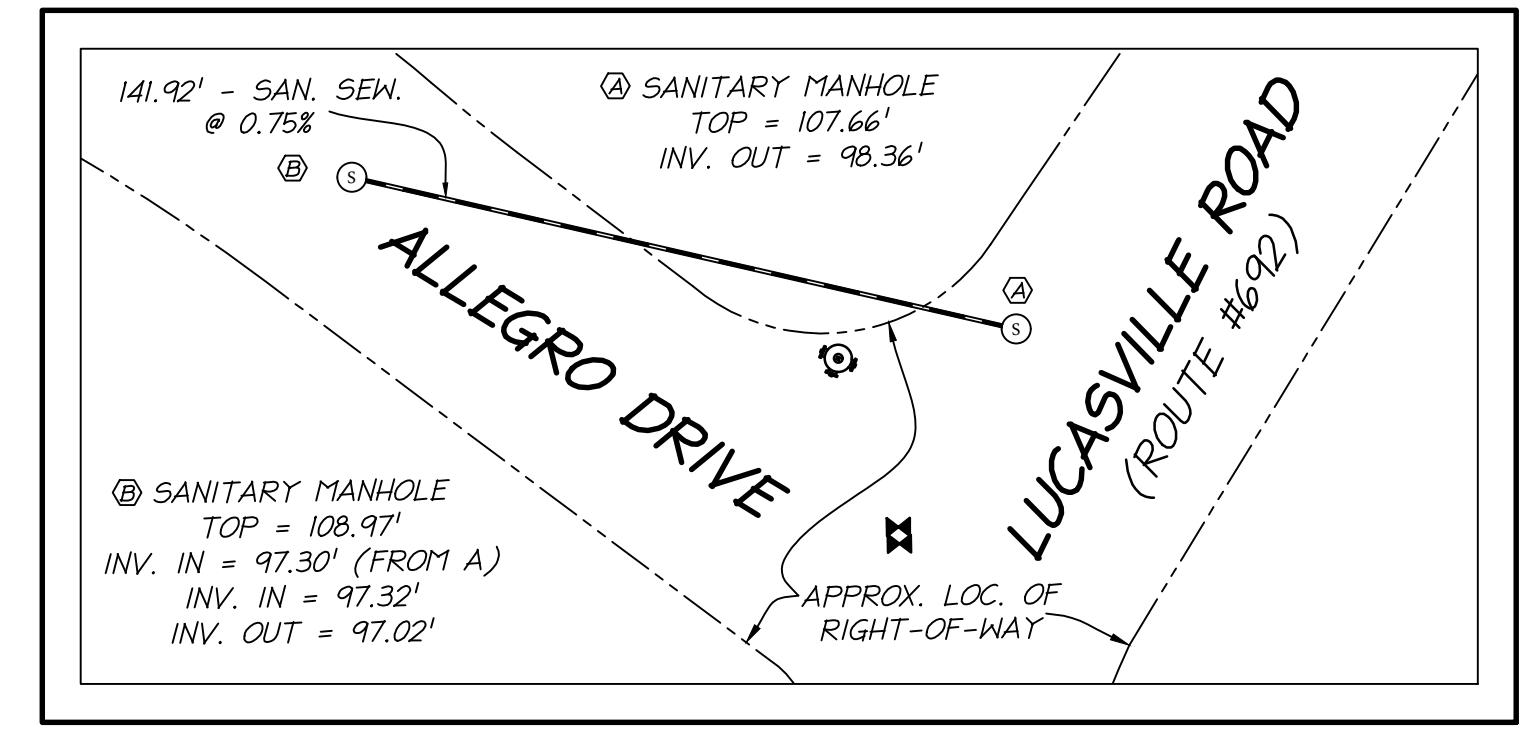 141.92' - SAN. SEW.
@ 0.75%
Ⓐ SANITARY MANHOLE
TOP = 107.66'
INV. OUT = 98.36'
B
S
A
S
ALLEGRO DRIVE
LUCASVILLE ROAD
(ROUTE #692)
B SANITARY MANHOLE
TOP = 108.97'
INV. IN = 97.30' (FROM A)
INV. IN = 97.32'
INV. OUT = 97.02'
APPROX. LOC. OF
RIGHT-OF-WAY